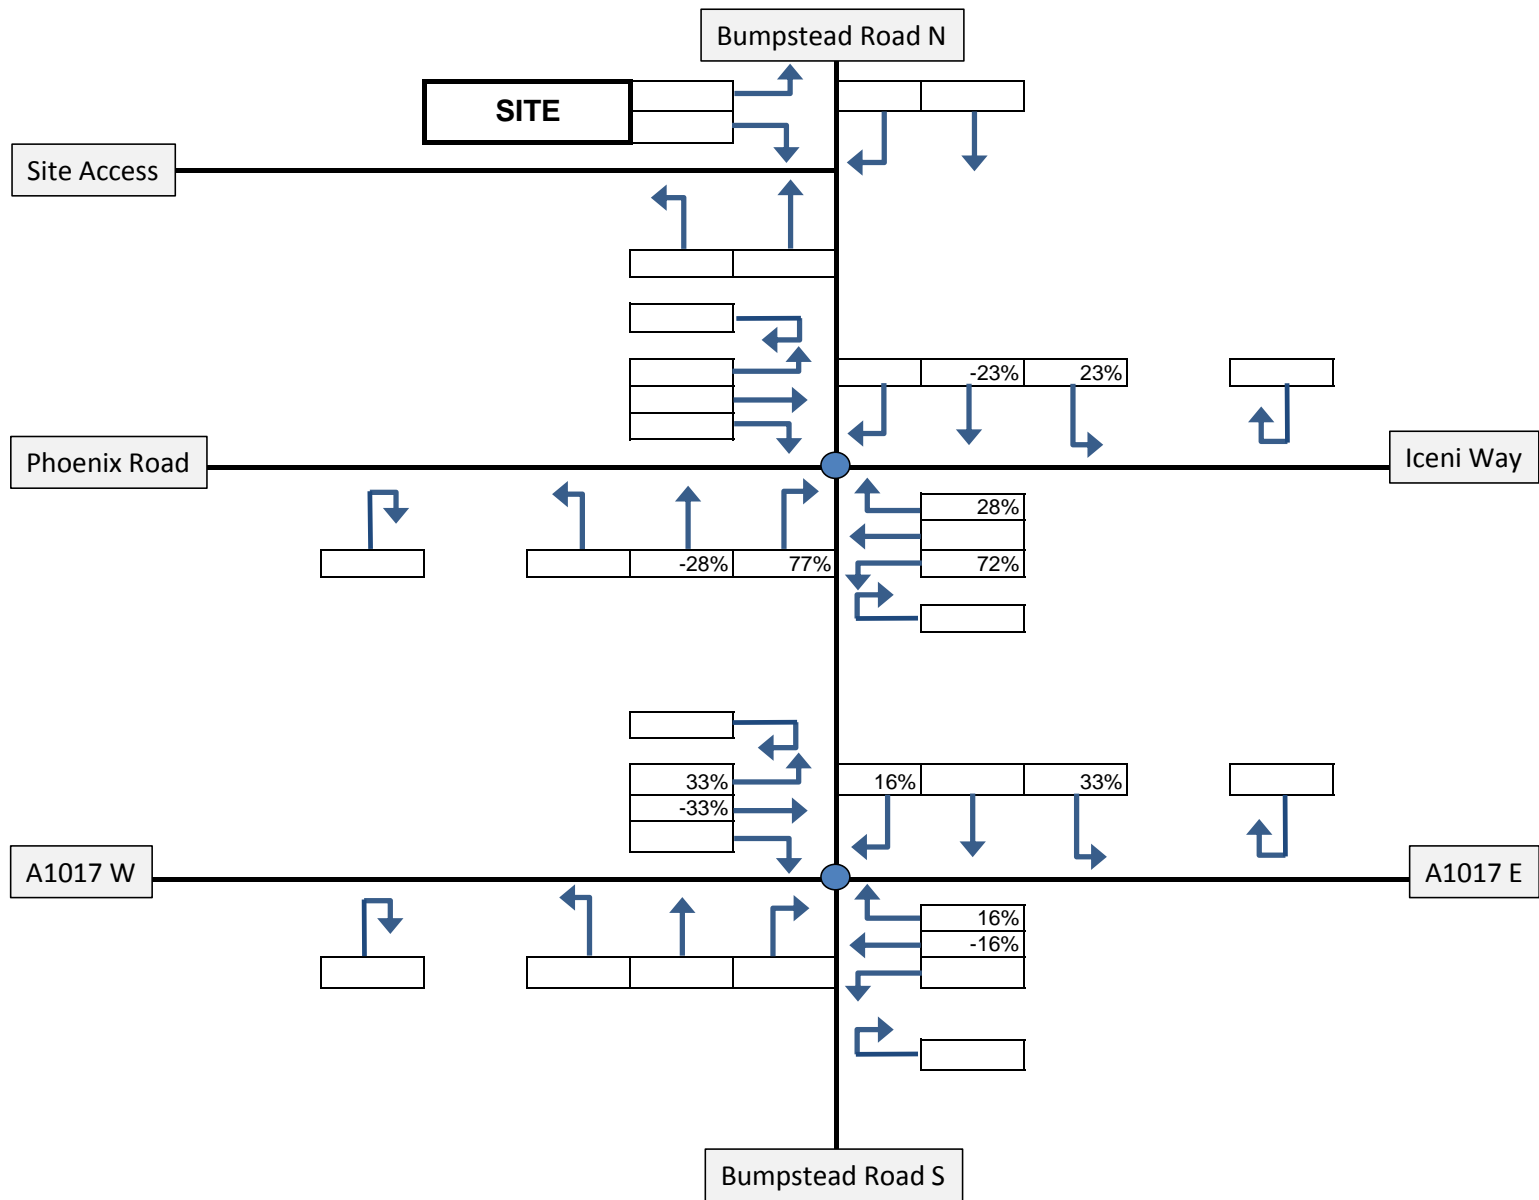 Bumpstead Road N
SITE
Site Access
-23% 23%
Phoenix Road
Iceni Way
28%
-28% 77%
72%
33%
16% 33%
-33%
A1017 W
A1017 E
16%
-16%
Bumpstead Road S